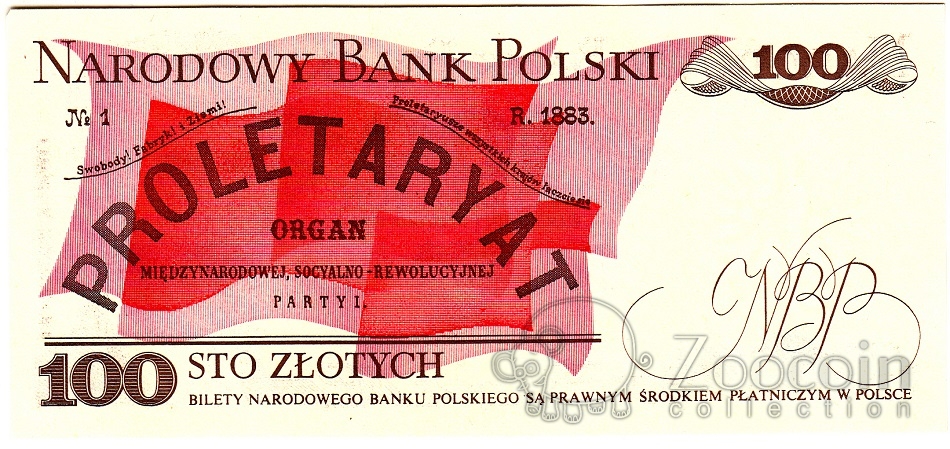 NARODOWY BANK POLSKI
100
№ 1
R. 1883.
Swobody! Fabryk! i Ziemi!
Proletaryusze wszystkich krajów łączcie się
PROLETARYAT
ORGAN
MIĘDZYNARODOWEJ, SOCYALNO-REWOLUCYJNEJ
PARTYI.
NBP
100 STO ZŁOTYCH
BILETY NARODOWEGO BANKU POLSKIEGO SĄ PRAWNYM ŚRODKIEM PŁATNICZYM W POLSCE
Zoocoin
collection